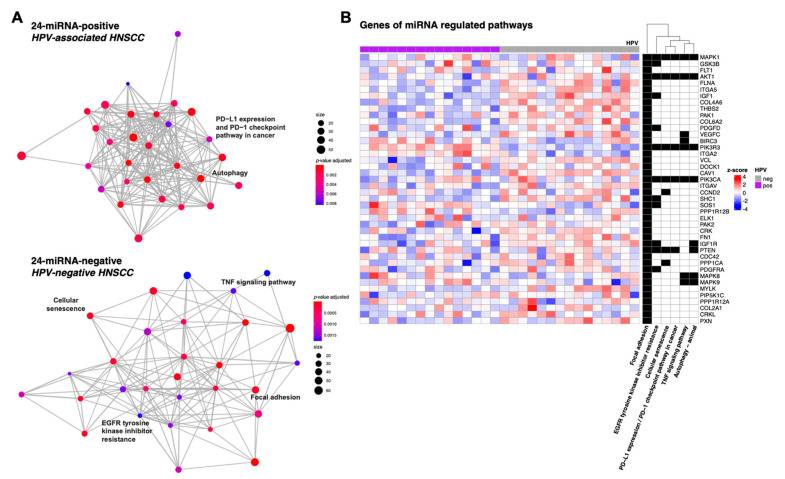 A
24-miRNA-positive
HPV-associated HNSCC
PD-L1 expression
and PD-1 checkpoint
pathway in cancer
Autophagy
size
20
30
40
50
p-value adjusted
0.002
0.004
0.006
0.008
24-miRNA-negative
HPV-negative HNSCC
TNF signaling pathway
Cellular
senescence
Focal adhesion
EGFR tyrosine
kinase inhibitor
resistance
p-value adjusted
0.0005
0.0010
0.0015
size
20
30
40
50
60
B
Genes of miRNA regulated pathways
HPV
MAPK1
GSK3B
FLT1
AKT1
FLNA
ITGA5
IGF1
COL4A6
THBS2
PAK1
COL6A2
PDGFD
VEGFC
BIRC3
PIK3R3
ITGA2
VCL
DOCK1
CAV1
PIK3CA
ITGAV
CCND2
SHC1
SOS1
PPP1R12B
ELK1
PAK2
CRK
FN1
IGF1R
PTEN
CDC42
PPP1CA
PDGFRA
MAPK8
MAPK9
MYLK
PIP5K1C
PPP1R12A
COL2A1
CRKL
PXN
Focal adhesion
EGFR tyrosine kinase inhibitor resistance
Cellular senescence
PD-L1 expression / PD-1 checkpoint pathway in cancer
TNF signaling pathway
Autophagy - animal
z-score
4
2
0
-2
-4
HPV
neg
pos